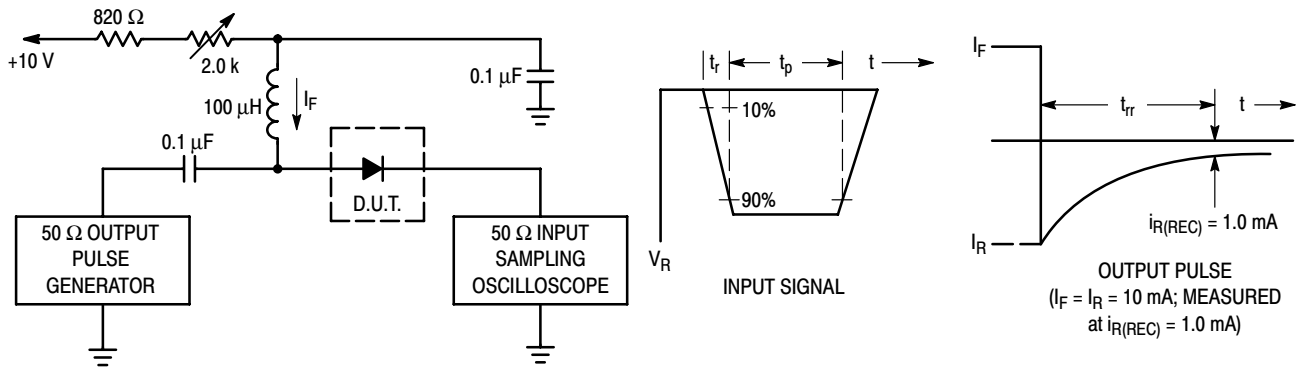 820 Ω
+10 V
2.0 k
0.1 µF
100 µH
I_F
0.1 µF
D.U.T.
50 Ω OUTPUT
PULSE
GENERATOR
50 Ω INPUT
SAMPLING
OSCILLOSCOPE
t_r
t_p
t
10%
90%
V_R
INPUT SIGNAL
I_F
t_rr
t
i_R(REC) = 1.0 mA
I_R
OUTPUT PULSE
(I_F = I_R = 10 mA; MEASURED
at i_R(REC) = 1.0 mA)